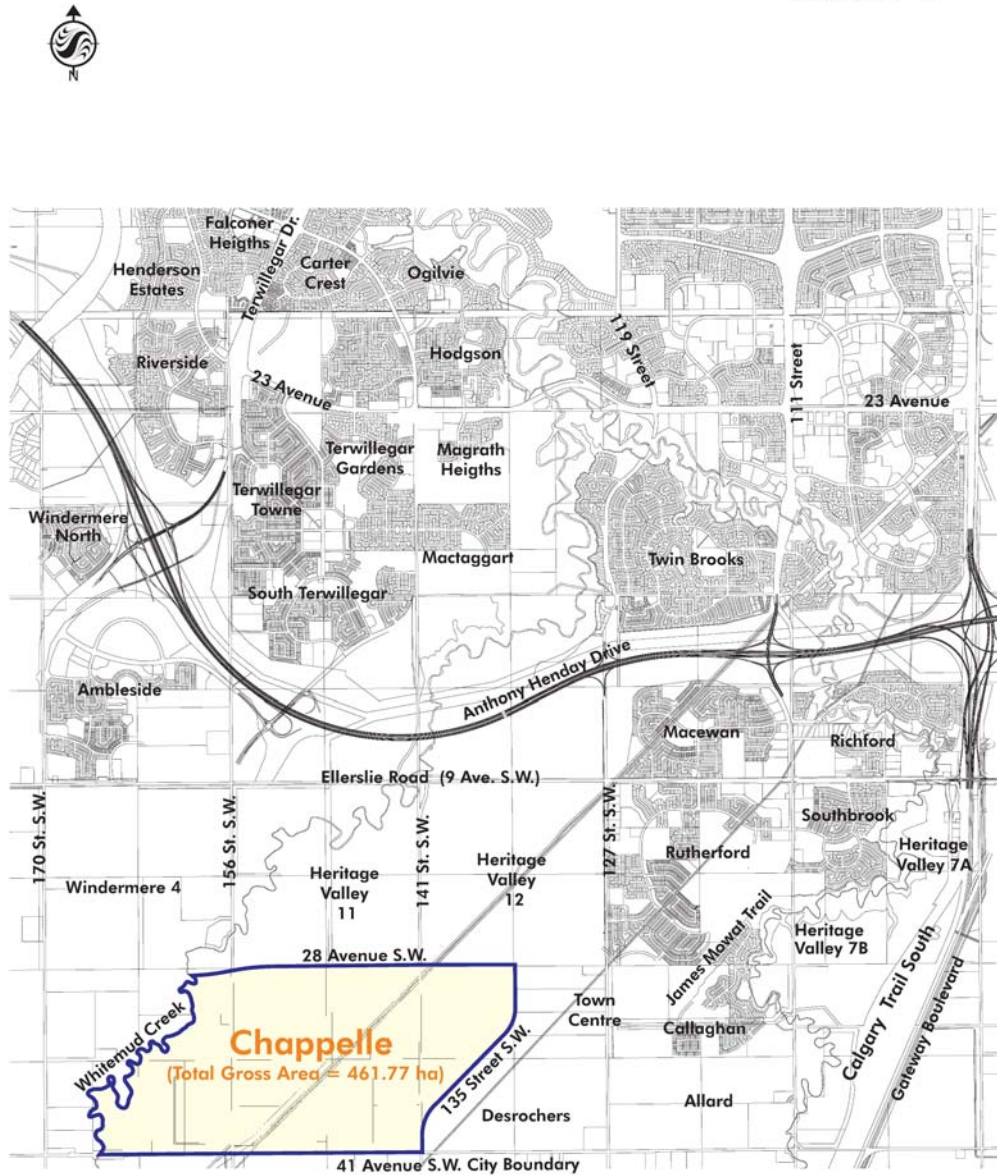 N
Falconer
Heigths
Terwillegar Dr.
Carter
Crest
Henderson
Estates
Ogilvie
Riverside
Hodgson
119 Street
111 Street
23 Avenue
23 Avenue
Terwillegar
Gardens
Magrath
Heigths
Terwillegar
Towne
Windermere
North
Mactaggart
Twin Brooks
South Terwillegar
Anthony Henday Drive
Ambleside
Macewan
Richford
Ellerslie Road (9 Ave. S.W.)
170 St. S.W.
156 St. S.W.
141 St. S.W.
127 St. S.W.
Southbrook
Heritage
Valley 7A
Rutherford
Windermere 4
Heritage
Valley
11
Heritage
Valley
12
James Mowat Trail
Heritage
Valley 7B
28 Avenue S.W.
Calgary Trail South
Gateway Boulevard
Whitemud Creek
Town
Centre
Callaghan
Chappelle
(Total Gross Area = 461.77 ha)
135 Street S.W.
Desrochers
Allard
41 Avenue S.W. City Boundary